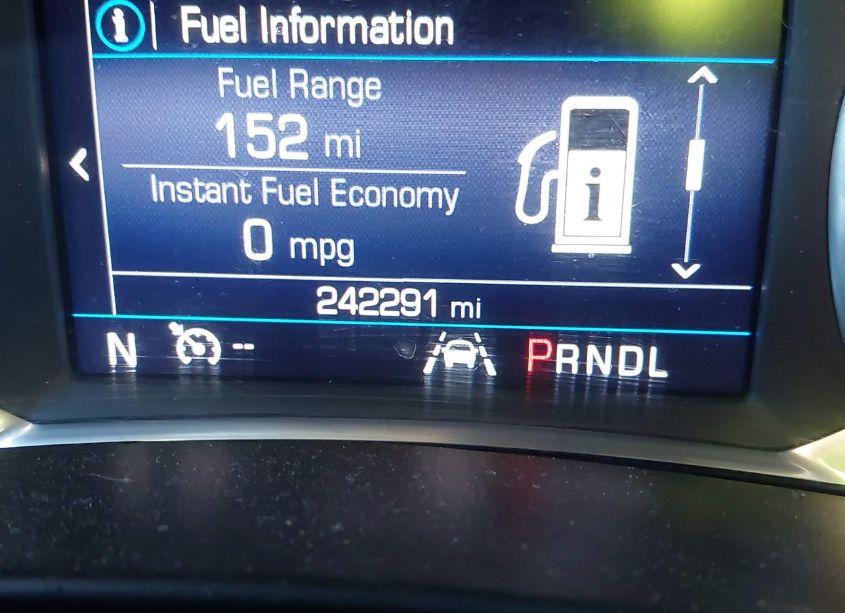 i Fuel Information
Fuel Range
152 mi
Instant Fuel Economy
0 mpg
i
242291 mi
N -- PRNDL